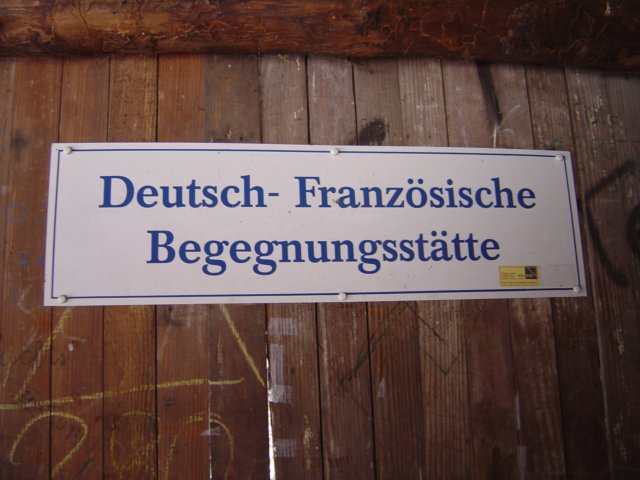 Deutsch- Französische
Begegnungsstätte